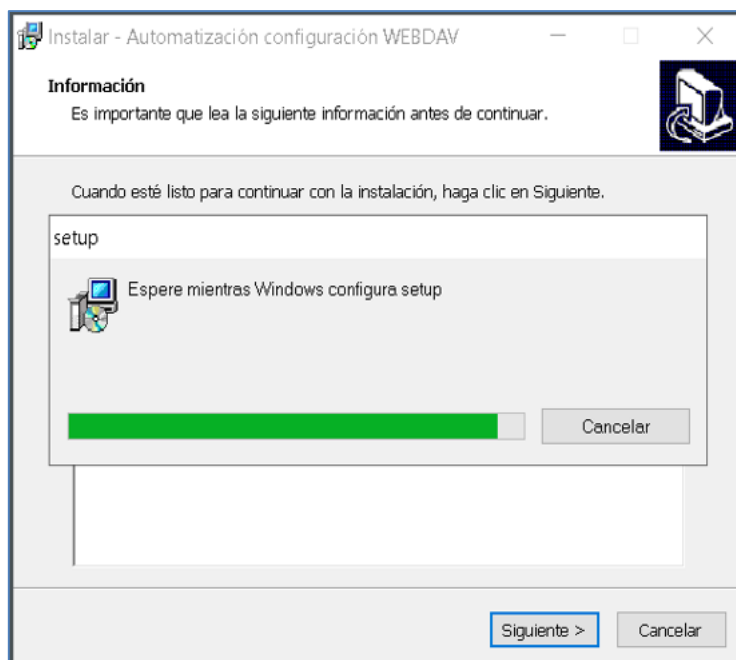 Instalar - Automatización configuración WEBDAV
Información
Es importante que lea la siguiente información antes de continuar.
Cuando esté listo para continuar con la instalación, haga clic en Siguiente.
setup
Espere mientras Windows configura setup
Cancelar
Siguiente >
Cancelar